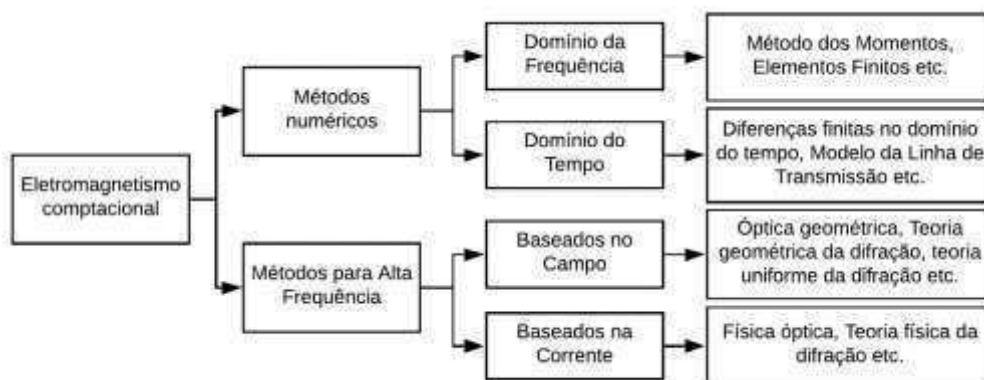 Eletromagnetismo
comptacional
Métodos
numéricos
Métodos para Alta
Frequência
Domínio da
Frequência
Domínio do
Tempo
Baseados no
Campo
Baseados na
Corrente
Método dos Momentos,
Elementos Finitos etc.
Diferenças finitas no domínio
do tempo, Modelo da Linha de
Transmissão etc.
Óptica geométrica, Teoria
geométrica da difração, teoria
uniforme da difração etc.
Física óptica, Teoria física da
difração etc.